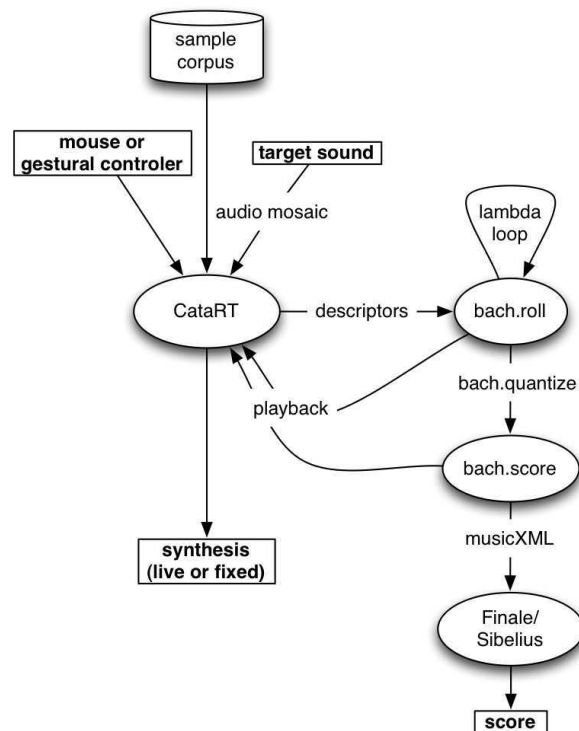 sample
corpus
mouse or
gestural controler
target sound
audio mosaic
lambda
loop
CataRT
descriptors
bach.roll
bach.quantize
playback
bach.score
musicXML
synthesis
(live or fixed)
Finale/
Sibelius
score